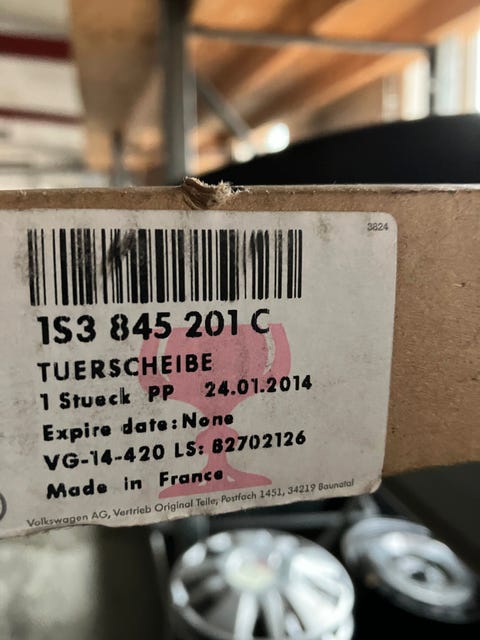 3824
1S3 845 201 C
TUERSCHEIBE
1 Stueck PP 24.01.2014
Expire date:None
VG-14-420 LS: 82702126
Made in France
Volkswagen AG, Vertrieb Original Teile, Postfach 1451, 34219 Baunatal